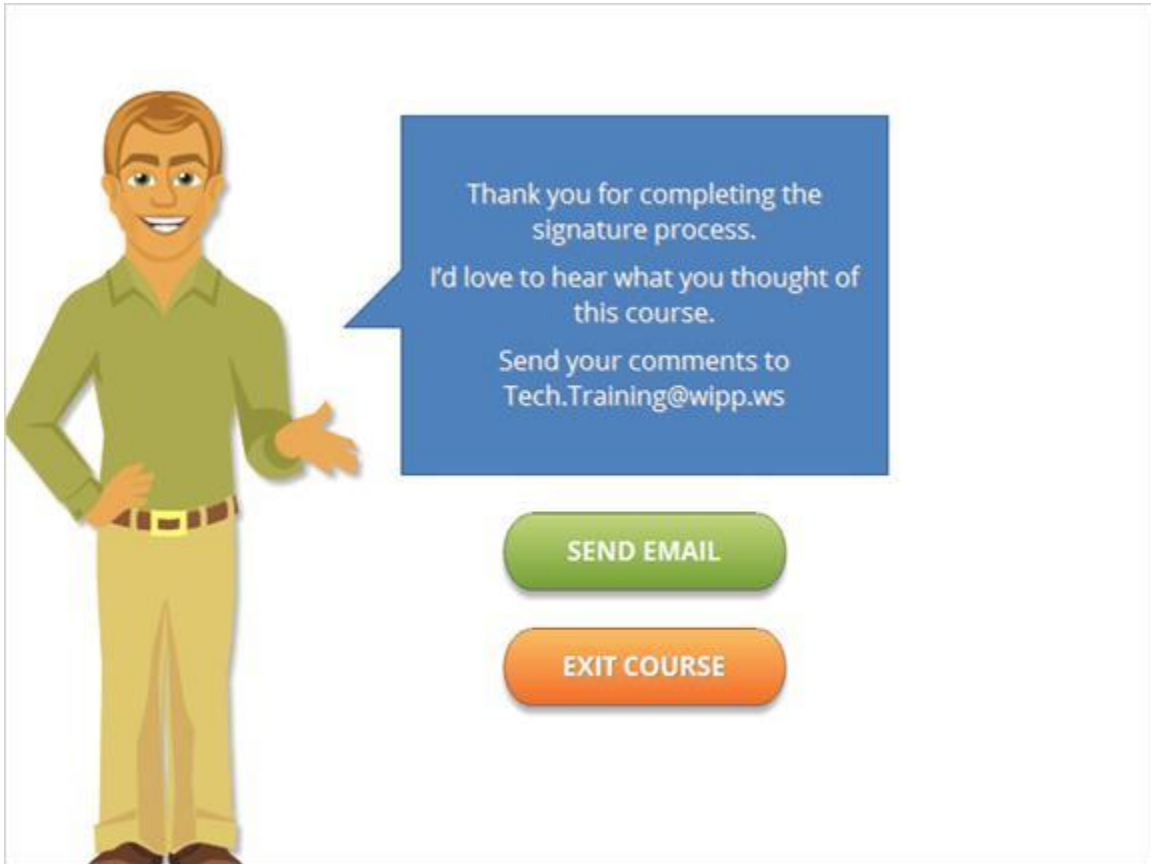 Thank you for completing the
signature process.
I'd love to hear what you thought of
this course.
Send your comments to
Tech.Training@wipp.ws
SEND EMAIL
EXIT COURSE